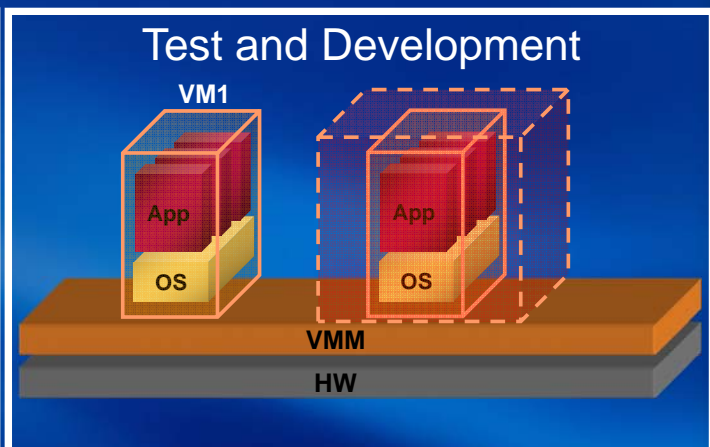 Test and Development
VM1
App
App
OS
OS
VMM
HW